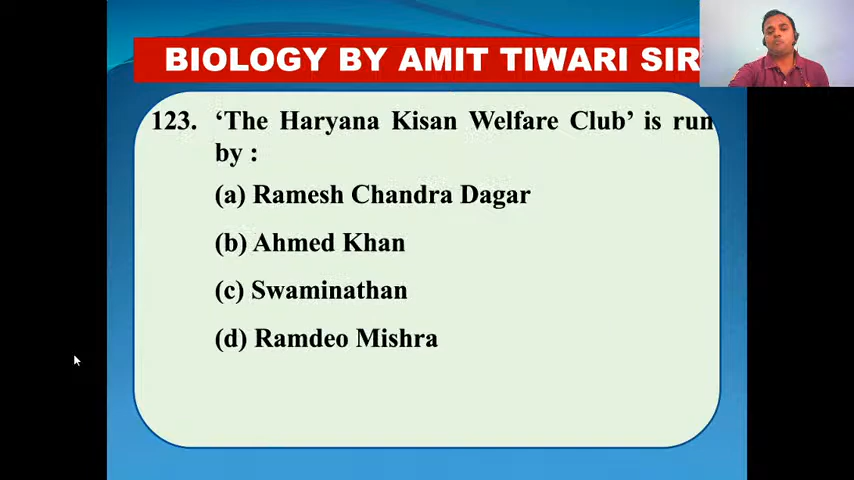 BIOLOGY BY AMIT TIWARI SIR
123. ‘The Haryana Kisan Welfare Club’ is run
by :
(a) Ramesh Chandra Dagar
(b) Ahmed Khan
(c) Swaminathan
(d) Ramdeo Mishra